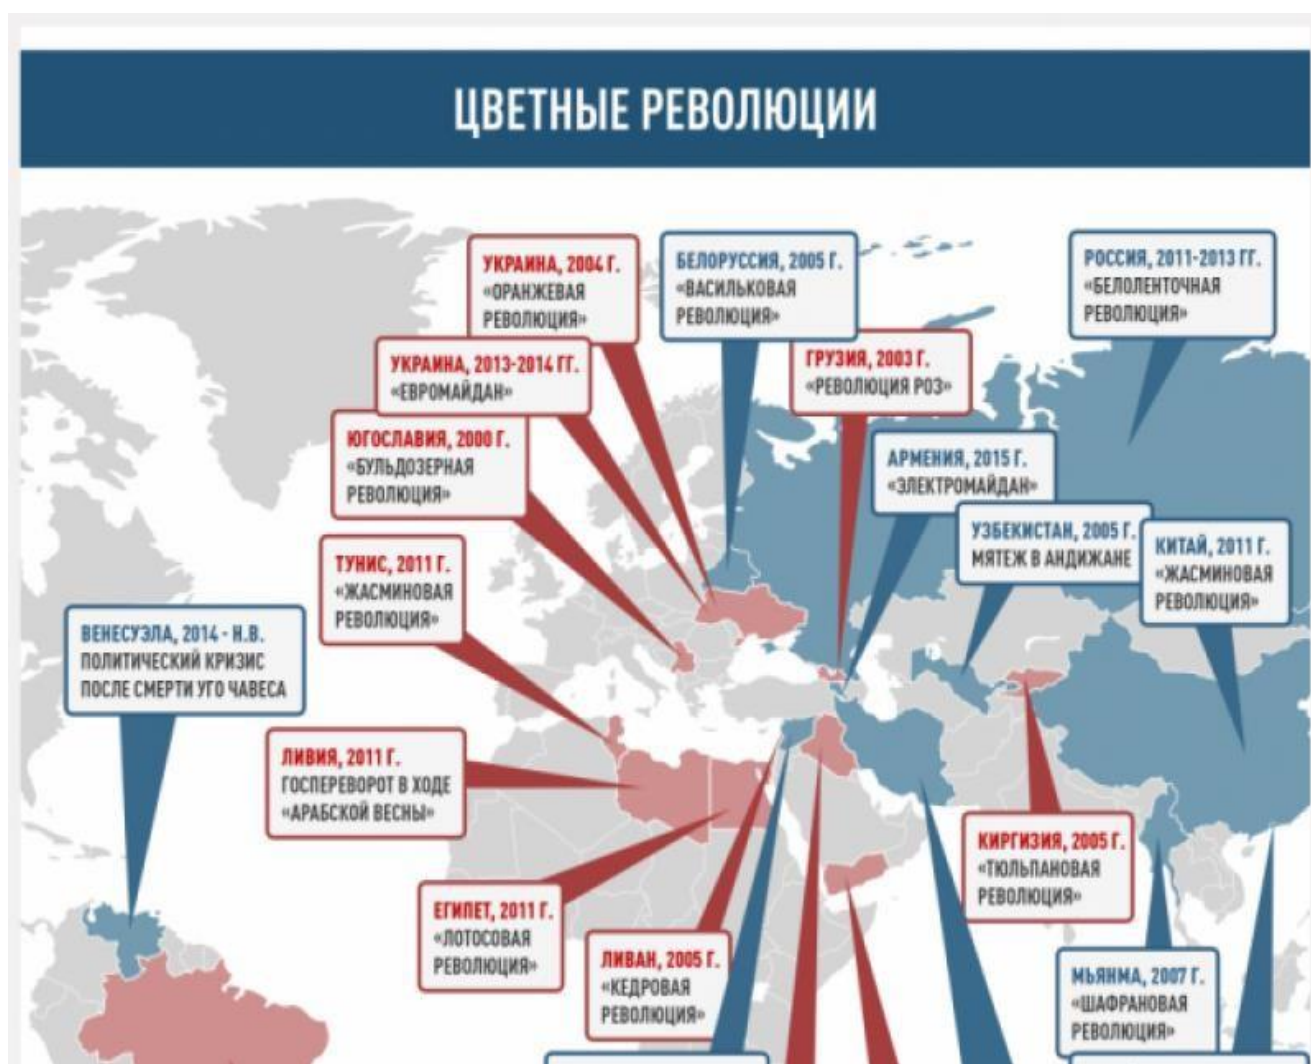 ЦВЕТНЫЕ РЕВОЛЮЦИИ
УКРАИНА, 2004 Г.
«ОРАНЖЕВАЯ
РЕВОЛЮЦИЯ»
БЕЛОРУССИЯ, 2005 Г.
«ВАСИЛЬКОВАЯ
РЕВОЛЮЦИЯ»
РОССИЯ, 2011-2013 ГГ.
«БЕЛОЛЕНТОЧНАЯ
РЕВОЛЮЦИЯ»
УКРАИНА, 2013-2014 ГГ.
«ЕВРОМАЙДАН»
ГРУЗИЯ, 2003 Г.
«РЕВОЛЮЦИЯ РОЗ»
ЮГОСЛАВИЯ, 2000 Г.
«БУЛЬДОЗЕРНАЯ
РЕВОЛЮЦИЯ»
АРМЕНИЯ, 2015 Г.
«ЭЛЕКТРОМАЙДАН»
УЗБЕКИСТАН, 2005 Г.
МЯТЕЖ В АНДИЖАНЕ
КИТАЙ, 2011 Г.
«ЖАСМИНОВАЯ
РЕВОЛЮЦИЯ»
ТУНИС, 2011 Г.
«ЖАСМИНОВАЯ
РЕВОЛЮЦИЯ»
ВЕНЕСУЭЛА, 2014 - Н.В.
ПОЛИТИЧЕСКИЙ КРИЗИС
ПОСЛЕ СМЕРТИ УГО ЧАВЕСА
ЛИВИЯ, 2011 Г.
ГОСПЕРЕВОРОТ В ХОДЕ
«АРАБСКОЙ ВЕСНЫ»
КИРГИЗИЯ, 2005 Г.
«ТЮЛЬПАНОВАЯ
РЕВОЛЮЦИЯ»
ЕГИПЕТ, 2011 Г.
«ЛОТОСОВАЯ
РЕВОЛЮЦИЯ»
ЛИВАН, 2005 Г.
«КЕДРОВАЯ
РЕВОЛЮЦИЯ»
МЬЯНМА, 2007 Г.
«ШАФРАНОВАЯ
РЕВОЛЮЦИЯ»